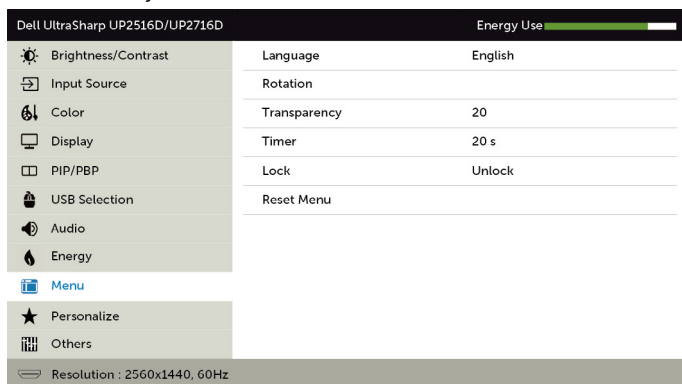 Dell UltraSharp UP2516D/UP2716D Energy Use
Brightness/Contrast Language English
Input Source Rotation
Color Transparency 20
Display Timer 20 s
PIP/PBP Lock Unlock
USB Selection Reset Menu
Audio
Energy
Menu
Personalize
Others
Resolution : 2560x1440, 60Hz